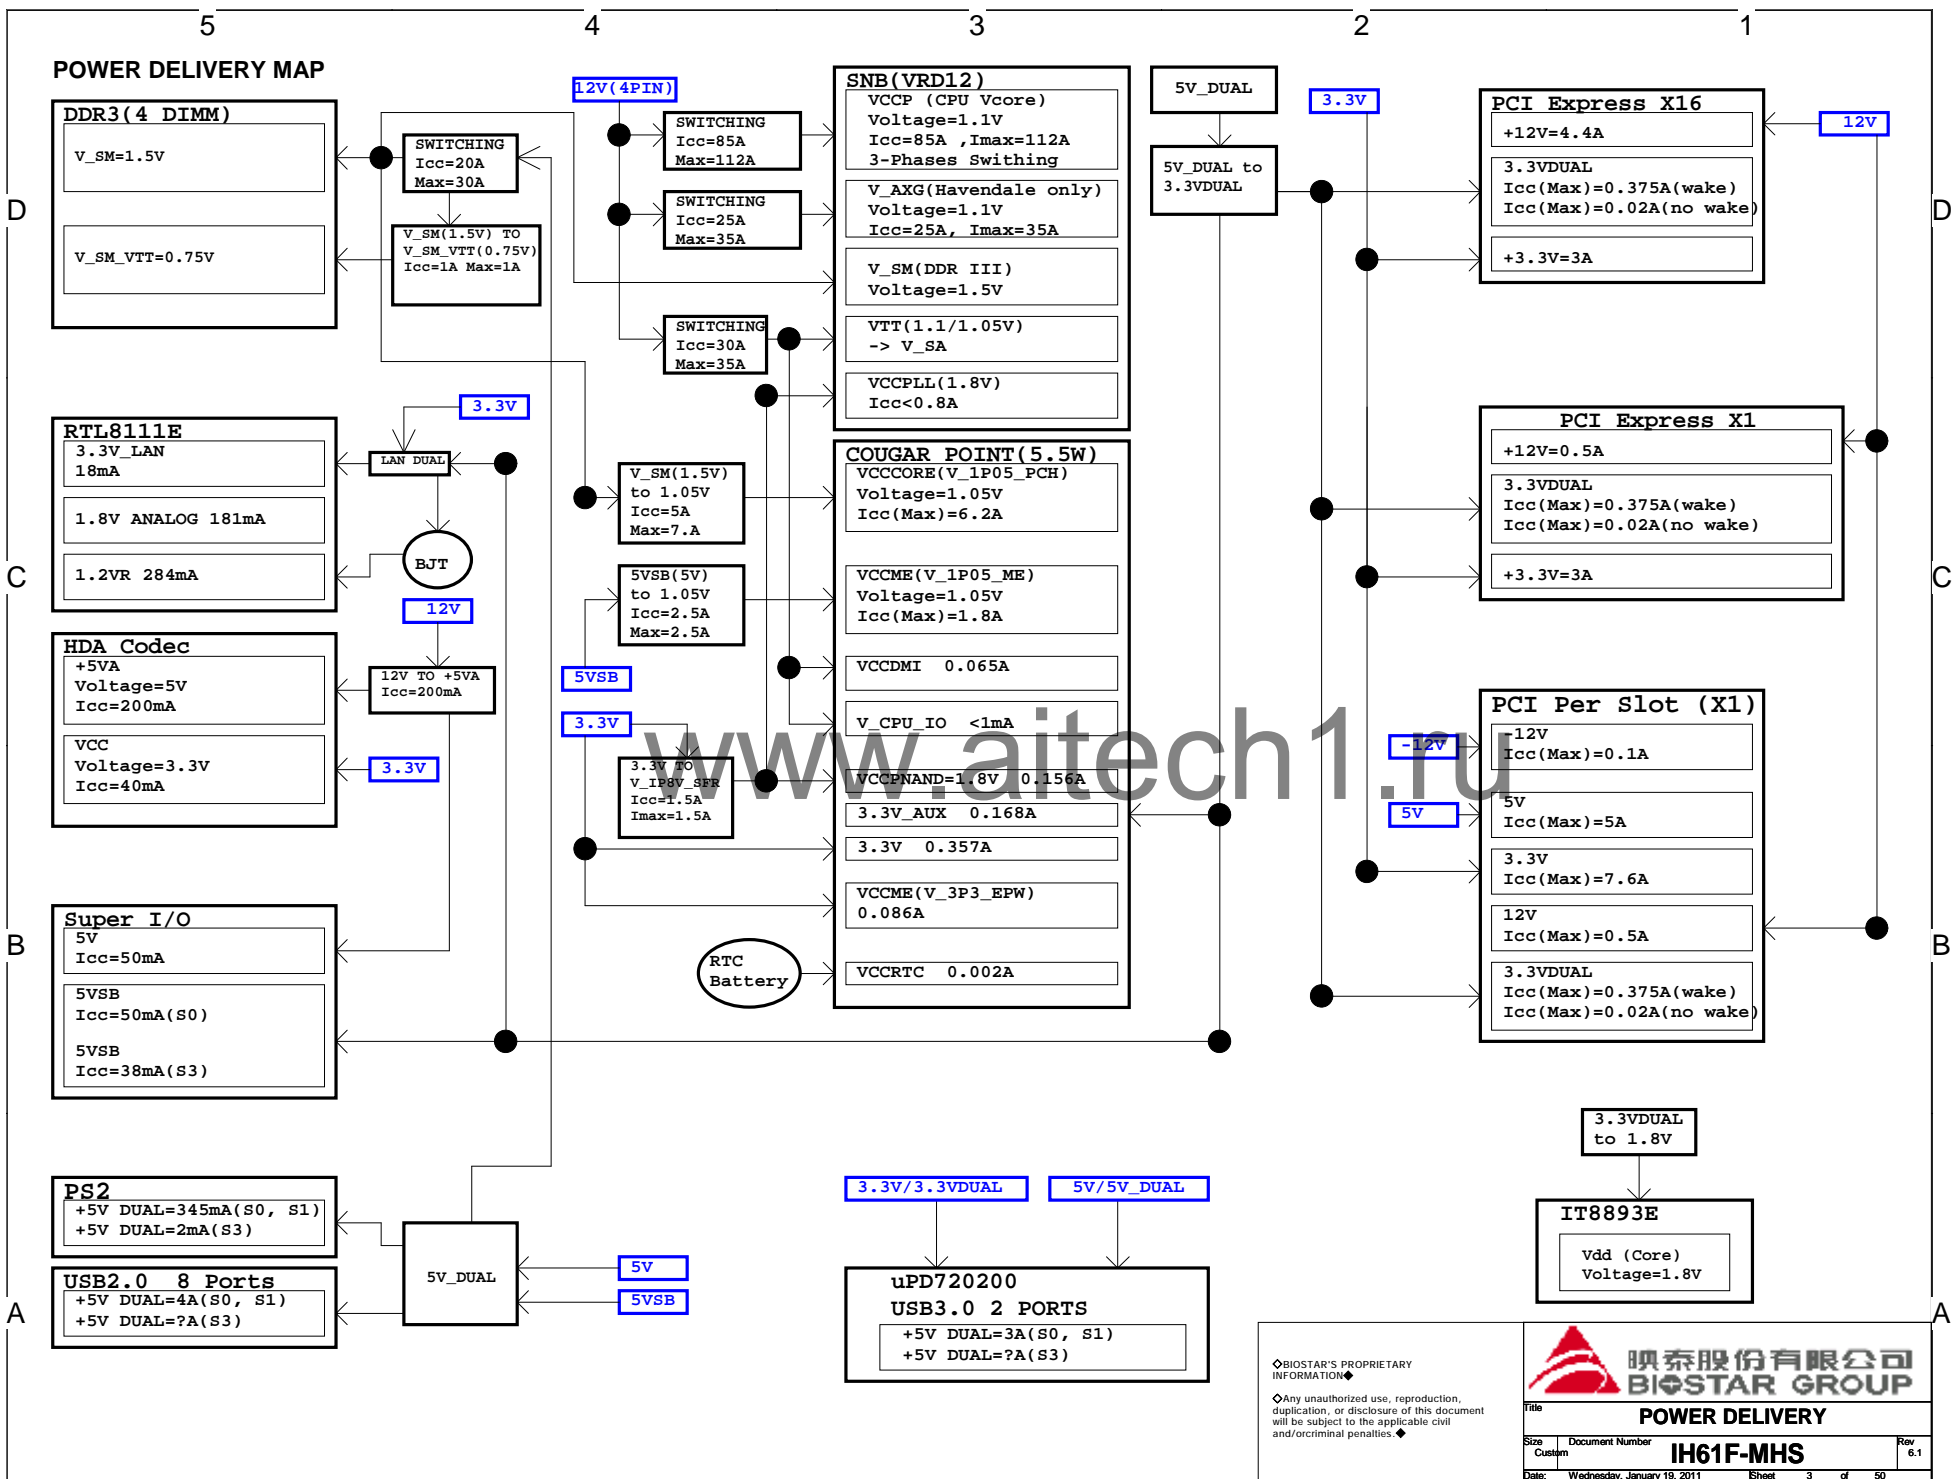 5 4 3 2 1
POWER DELIVERY MAP
DDR3(4 DIMM)
V_SM=1.5V
V_SM_VTT=0.75V
SWITCHING
Icc=20A
Max=30A
V_SM(1.5V) TO
V_SM_VTT(0.75V)
Icc=1A Max=1A
12V(4PIN)
SWITCHING
Icc=85A
Max=112A
SWITCHING
Icc=25A
Max=35A
SWITCHING
Icc=30A
Max=35A
SNB(VRD12)
VCCP (CPU Vcore)
Voltage=1.1V
Icc=85A ,Imax=112A
3-Phases Swithing
V_AXG(Havendale only)
Voltage=1.1V
Icc=25A, Imax=35A
V_SM(DDR III)
Voltage=1.5V
VTT(1.1/1.05V)
-> V_SA
VCCPLL(1.8V)
Icc<0.8A
5V_DUAL
5V_DUAL to
3.3VDUAL
3.3V
PCI Express X16
+12V=4.4A
3.3VDUAL
Icc(Max)=0.375A(wake)
Icc(Max)=0.02A(no wake)
+3.3V=3A
12V
D
D
RTL8111E
3.3V_LAN
18mA
1.8V ANALOG 181mA
1.2VR 284mA
3.3V
LAN DUAL
BJT
12V
V_SM(1.5V)
to 1.05V
Icc=5A
Max=7.A
5VSB(5V)
to 1.05V
Icc=2.5A
Max=2.5A
5VSB
COUGAR POINT(5.5W)
VCCCORE(V_1P05_PCH)
Voltage=1.05V
Icc(Max)=6.2A
VCCME(V_1P05_ME)
Voltage=1.05V
Icc(Max)=1.8A
VCCDMI 0.065A
V_CPU_IO <1mA
VCCPNAND=1.8V 0.156A
3.3V_AUX 0.168A
3.3V 0.357A
VCCME(V_3P3_EPW)
0.086A
VCCRTC 0.002A
PCI Express X1
+12V=0.5A
3.3VDUAL
Icc(Max)=0.375A(wake)
Icc(Max)=0.02A(no wake)
+3.3V=3A
C
C
HDA Codec
+5VA
Voltage=5V
Icc=200mA
VCC
Voltage=3.3V
Icc=40mA
12V TO +5VA
Icc=200mA
3.3V
3.3V
3.3V TO
V_IP8V_SFR
Icc=1.5A
Imax=1.5A
RTC
Battery
www.aitech1.ru
PCI Per Slot (X1)
-12V
Icc(Max)=0.1A
5V
Icc(Max)=5A
3.3V
Icc(Max)=7.6A
12V
Icc(Max)=0.5A
3.3VDUAL
Icc(Max)=0.375A(wake)
Icc(Max)=0.02A(no wake)
-12V
5V
B
B
Super I/O
5V
Icc=50mA
5VSB
Icc=50mA(S0)
5VSB
Icc=38mA(S3)
PS2
+5V DUAL=345mA(S0, S1)
+5V DUAL=2mA(S3)
USB2.0 8 Ports
+5V DUAL=4A(S0, S1)
+5V DUAL=?A(S3)
5V_DUAL
5V
5VSB
3.3V/3.3VDUAL
5V/5V_DUAL
uPD720200
USB3.0 2 PORTS
+5V DUAL=3A(S0, S1)
+5V DUAL=?A(S3)
3.3VDUAL
to 1.8V
IT8893E
Vdd (Core)
Voltage=1.8V
A
A
◇BIOSTAR'S PROPRIETARY
INFORMATION◆
◇Any unauthorized use, reproduction,
duplication, or disclosure of this document
will be subject to the applicable civil
and/orcriminal penalties.◆
映泰股份有限公司
BIOSTAR GROUP
Title
POWER DELIVERY
Size Document Number Rev
Custom IH61F-MHS 6.1
Date: Wednesday, January 19, 2011 Sheet 3 of 50